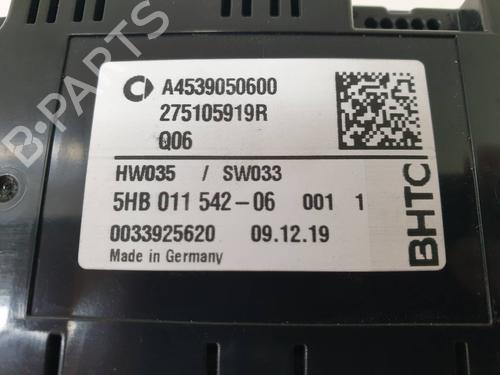 B-PARTS
A4539050600
275105919R
Q06
HW035 / SW033
5HB 011 542-06 001 1
0033925620 09.12.19
Made in Germany
BHTC